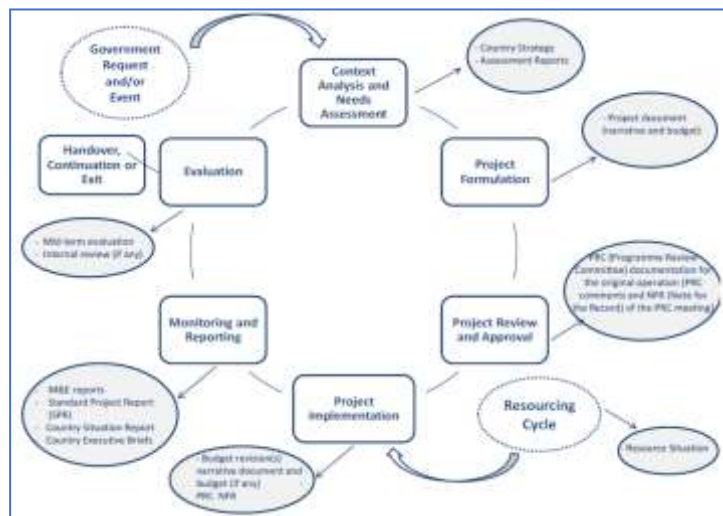 Government
Request
and/or
Event
Context
Analysis and
Needs
Assessment
- Country Strategy
- Assessment Reports
- Project document
(narrative and budget)
Handover,
Continuation or
Exit
Evaluation
Project
Formulation
- Mid-term evaluation
- Internal review (if any)
- PRC (Programme Review
Committee) documentation for
the original operation (PRC
comments and NFR (Note for
the Record) of the PRC meeting)
Monitoring and
Reporting
Project Review
and Approval
- M&E reports
- Standard Project Report
(SPR)
- Country Situation Report
- Country Executive Briefs
Project
Implementation
Resourcing
Cycle
- Resource Situation
- Budget revision(s)
narrative document and
budget (if any)
PRC, NFR